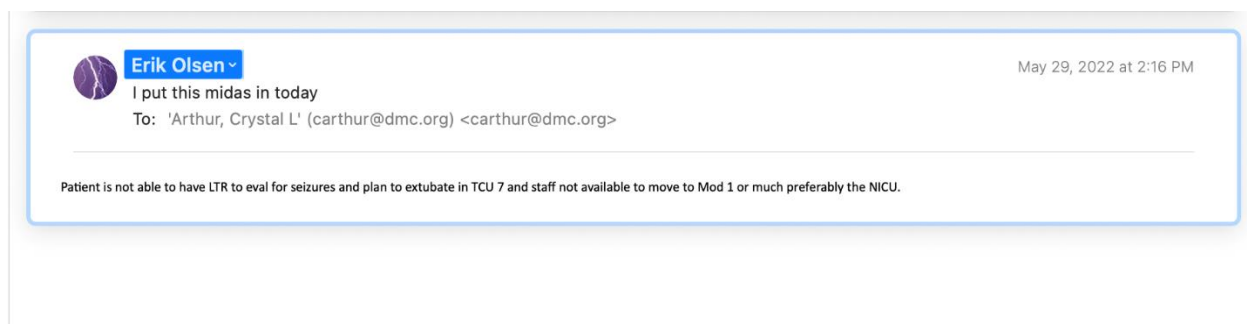 Erik Olsen
May 29, 2022 at 2:16 PM
I put this midas in today
To: 'Arthur, Crystal L' (carthur@dmc.org) <carthur@dmc.org>
Patient is not able to have LTR to eval for seizures and plan to extubate in TCU 7 and staff not available to move to Mod 1 or much preferably the NICU.